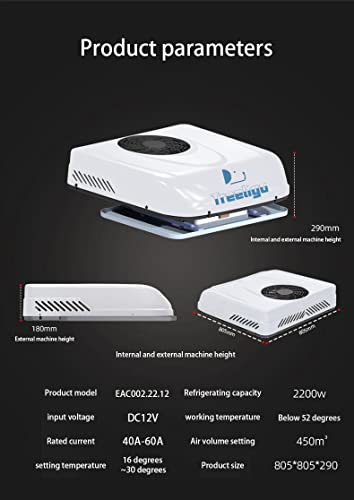 Product parameters
Treeligo
290mm
Internal and external machine height
180mm
External machine height
805mm
805mm
Internal and external machine height
Product model EAC002.22.12 Refrigerating capacity 2200w
input voltage DC12V working temperature Below 52 degrees
Rated current 40A-60A Air volume setting 450m³
setting temperature 16 degrees ~30 degrees Product size 805*805*290